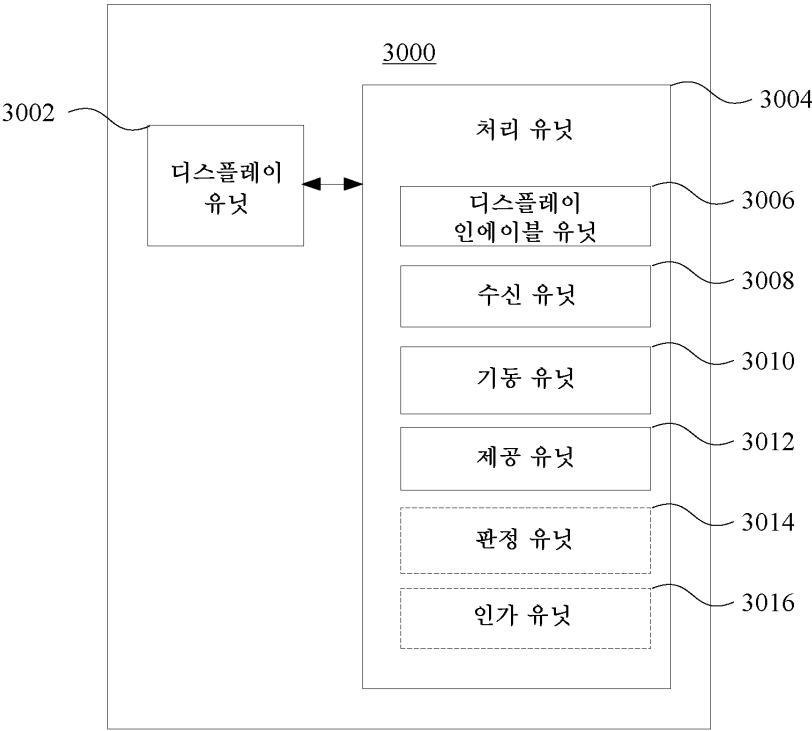 3000
3002
3004
처리 유닛
디스플레이
유닛
3006
디스플레이
인에이블 유닛
3008
수신 유닛
3010
기동 유닛
3012
제공 유닛
3014
판정 유닛
3016
인가 유닛